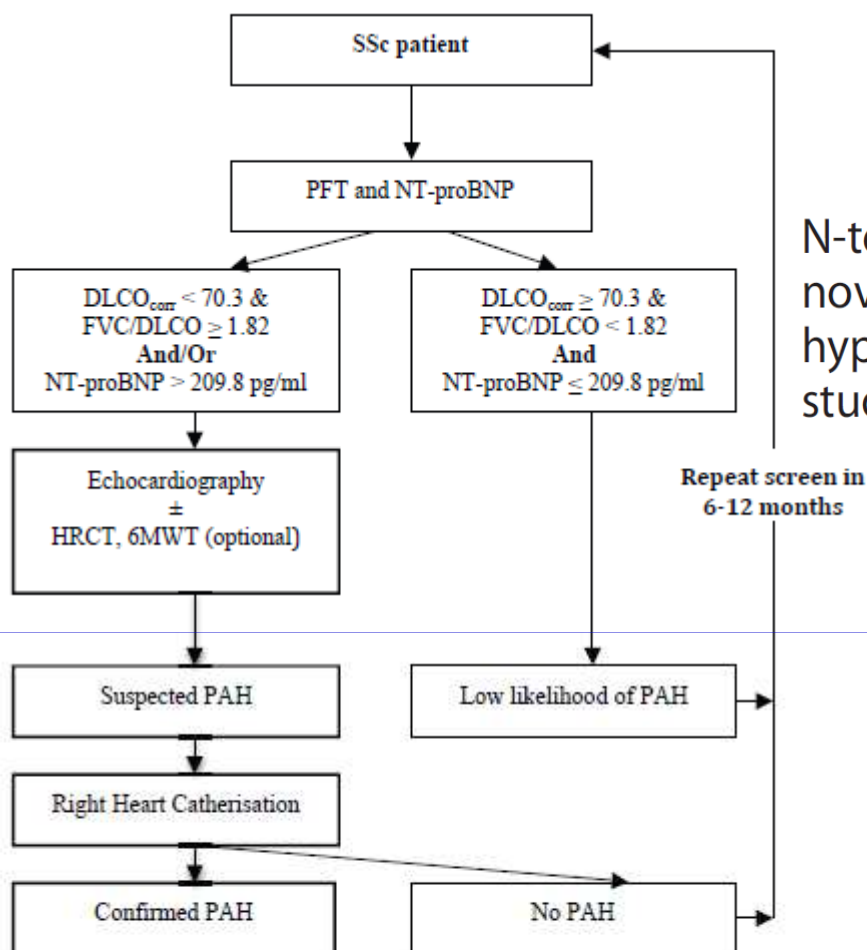 SSc patient
PFT and NT-proBNP
DLCOcorr < 70.3 &
FVC/DLCO ≥ 1.82
And/Or
NT-proBNP > 209.8 pg/ml
DLCOcorr ≥ 70.3 &
FVC/DLCO < 1.82
And
NT-proBNP ≤ 209.8 pg/ml
N-te
nov
hyp
stud
Echocardiography
±
HRCT, 6MWT (optional)
Repeat screen in
6-12 months
Suspected PAH
Low likelihood of PAH
Right Heart Catherisation
Confirmed PAH
No PAH